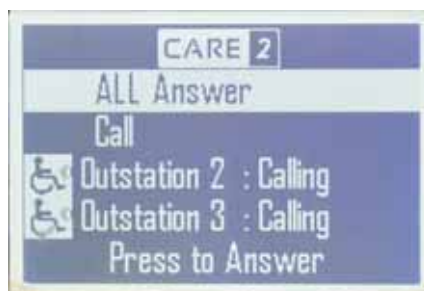 CARE 2
ALL Answer
Call
Outstation 2 : Calling
Outstation 3 : Calling
Press to Answer